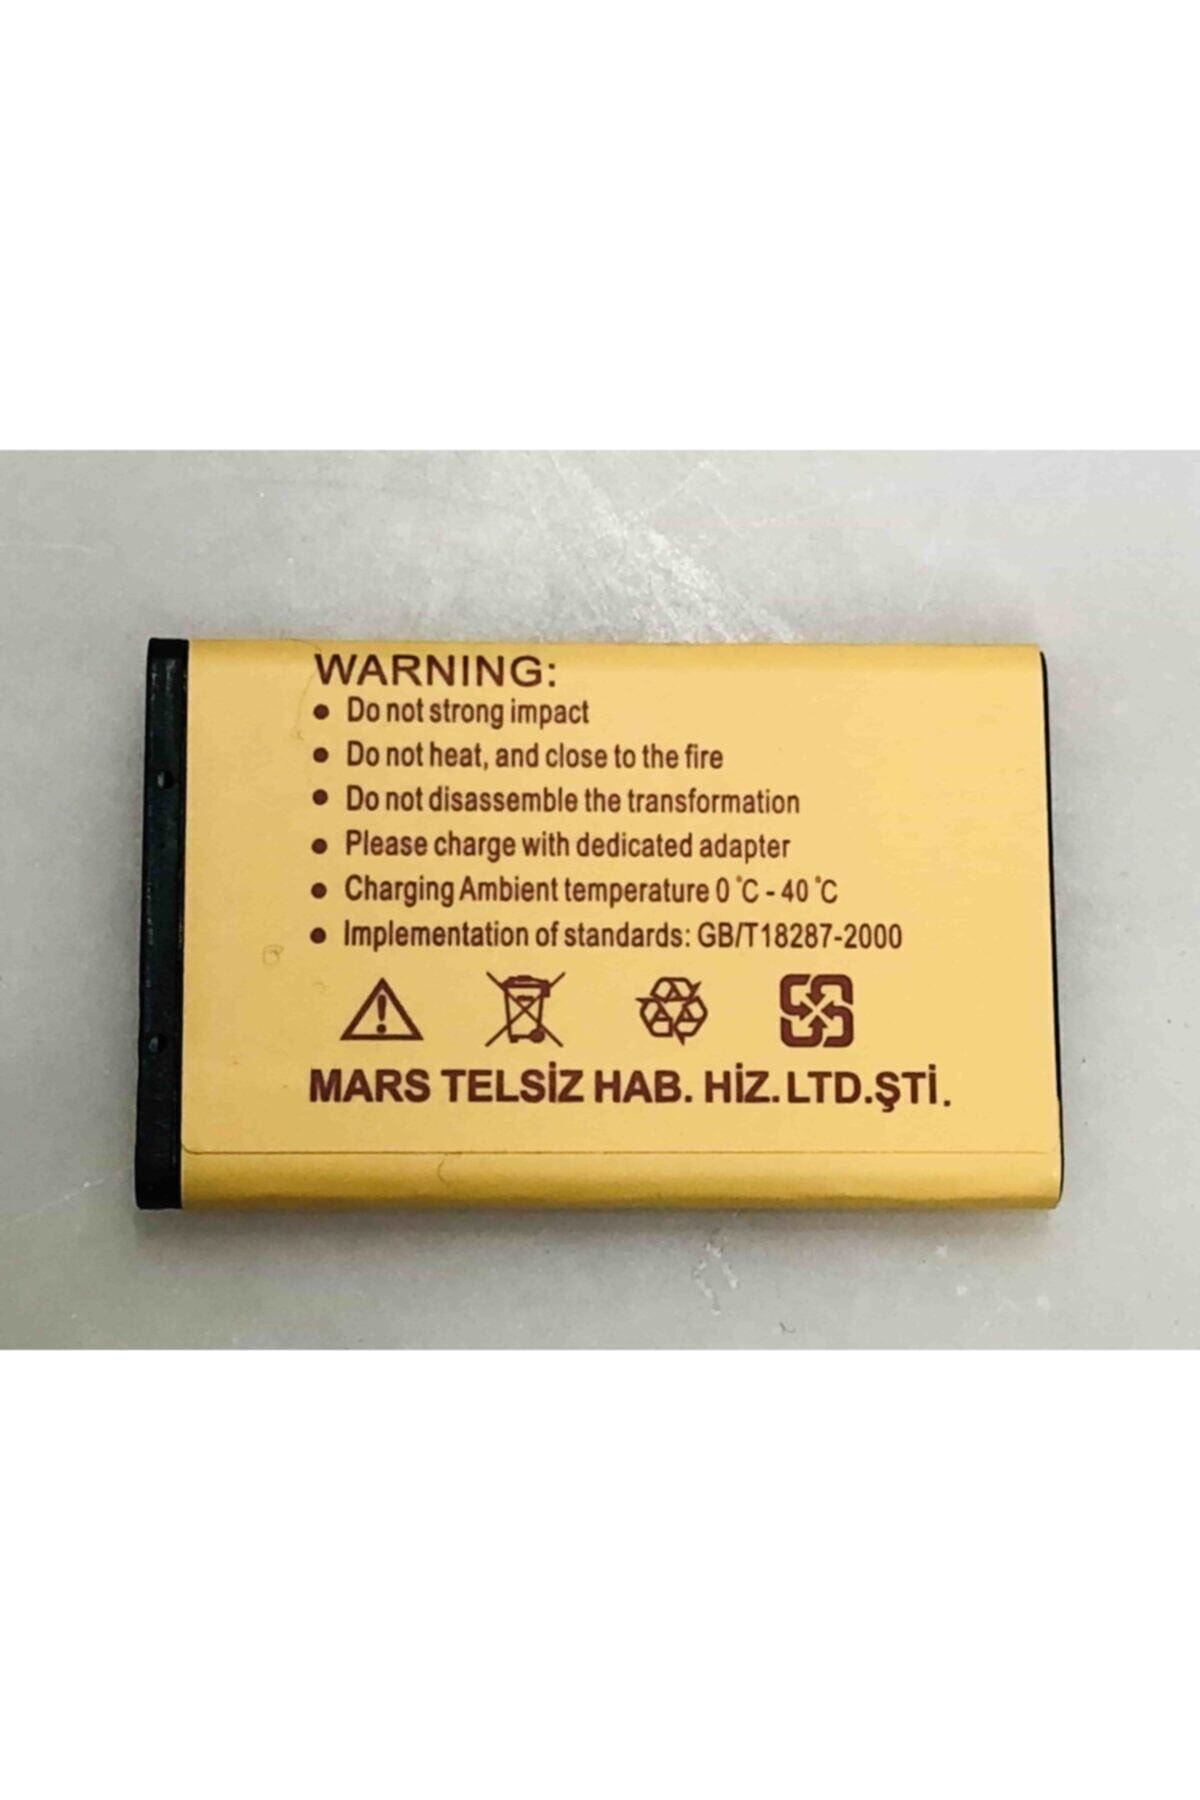 WARNING:
● Do not strong impact
● Do not heat, and close to the fire
● Do not disassemble the transformation
● Please charge with dedicated adapter
● Charging Ambient temperature 0 °C - 40 °C
● Implementation of standards: GB/T18287-2000
MARS TELSİZ HAB. HİZ. LTD.ŞTİ.